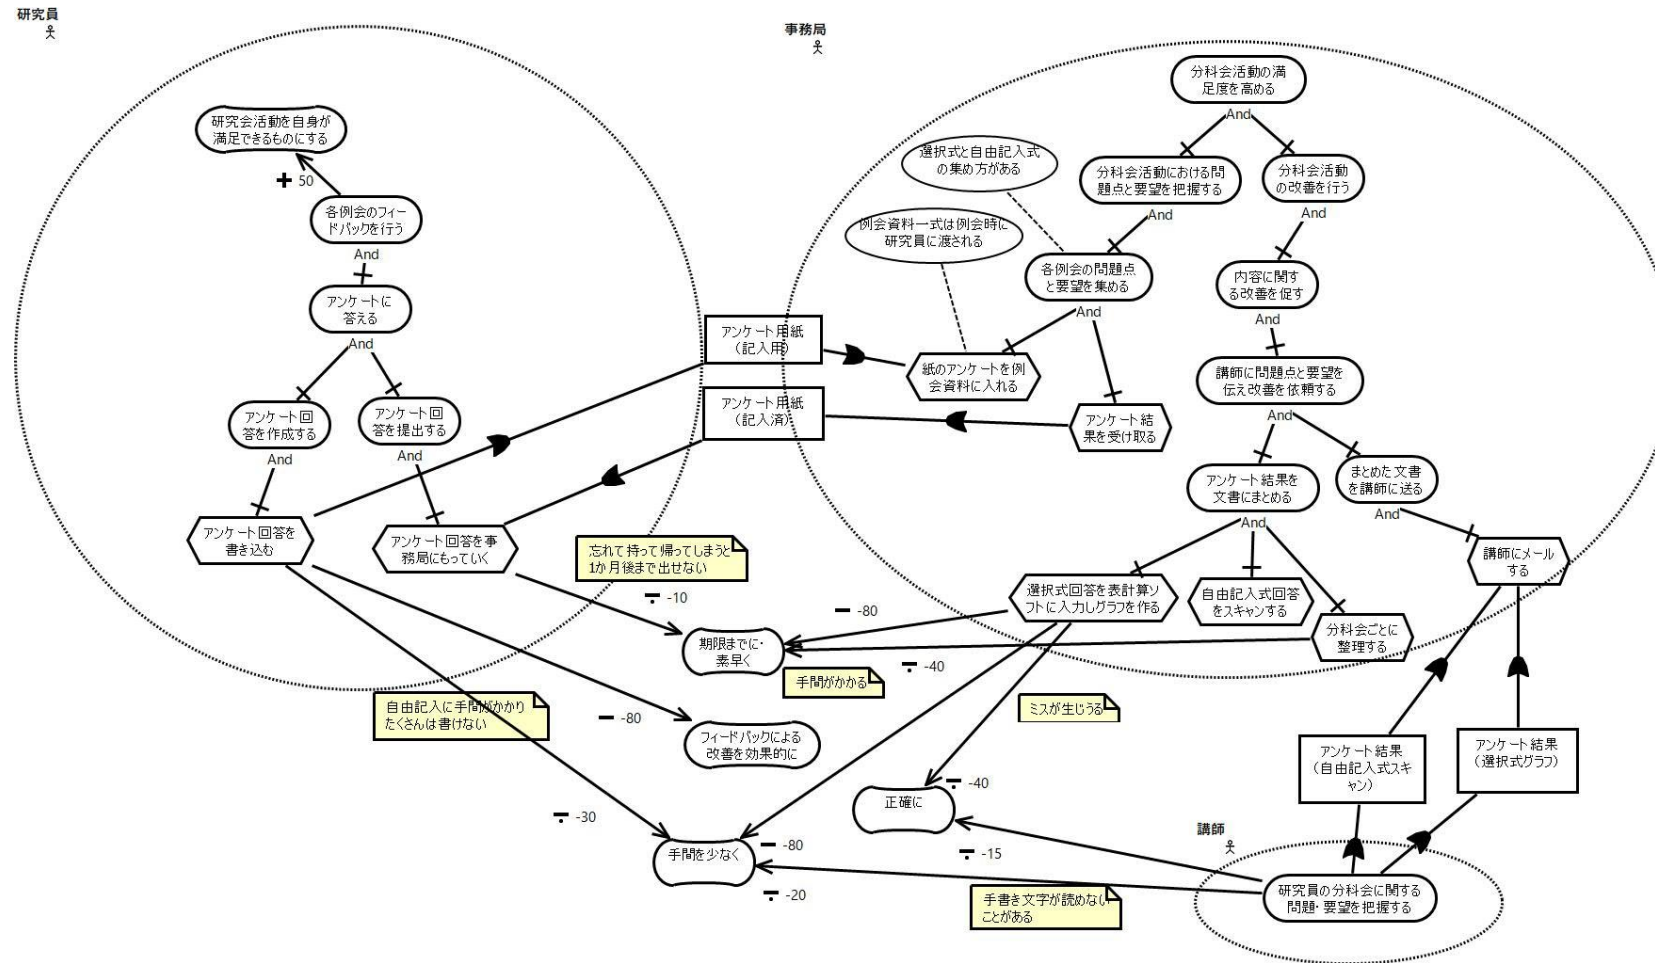 研究員
事務局
分科会活動の満
足度を高める
And
研究会活動を自身が
満足できるものにする
選択式と自由記入式
の集め方がある
分科会活動における問
題点と要望を把握する
分科会活動
の改善を行う
+ 50
各例会のフィー
ドバックを行う
And
And
And
例会資料一式は例会時に
研究員に渡される
各例会の問題点
と要望を集める
And
内容に関す
る改善を促す
And
アンケートに
答える
And
アンケート用紙
(記入用)
紙のアンケートを例
会資料に入れる
講師に問題点と要望を
伝え改善を依頼する
And
アンケート用紙
(記入済)
アンケート結
果を受け取る
アンケート回
答を作成する
And
アンケート回
答を提出する
And
アンケート結果を
文書にまとめる
And
まとめた文書
を講師に送る
And
アンケート回答を
書き込む
アンケート回答を事
務局にもっていく
忘れて持って帰ってしまうと
1か月後まで出せない
講師にメール
する
選択式回答を表計算ソ
フトに入力しグラフを作る
自由記入式回答
をスキャンする
分科会ごとに
整理する
-10
-80
期限までに・
素早く
-40
手間がかかる
自由記入に手間がかかり
たくさんは書けない
-80
ミスが生じうる
フィードバックによる
改善を効果的に
アンケート結果
(自由記入式スキ
ャン)
アンケート結果
(選択式グラフ)
-40
正確に
-30
-80
-15
手間を少なく
-20
講師
手書き文字が読めない
ことがある
研究員の分科会に関する
問題・要望を把握する